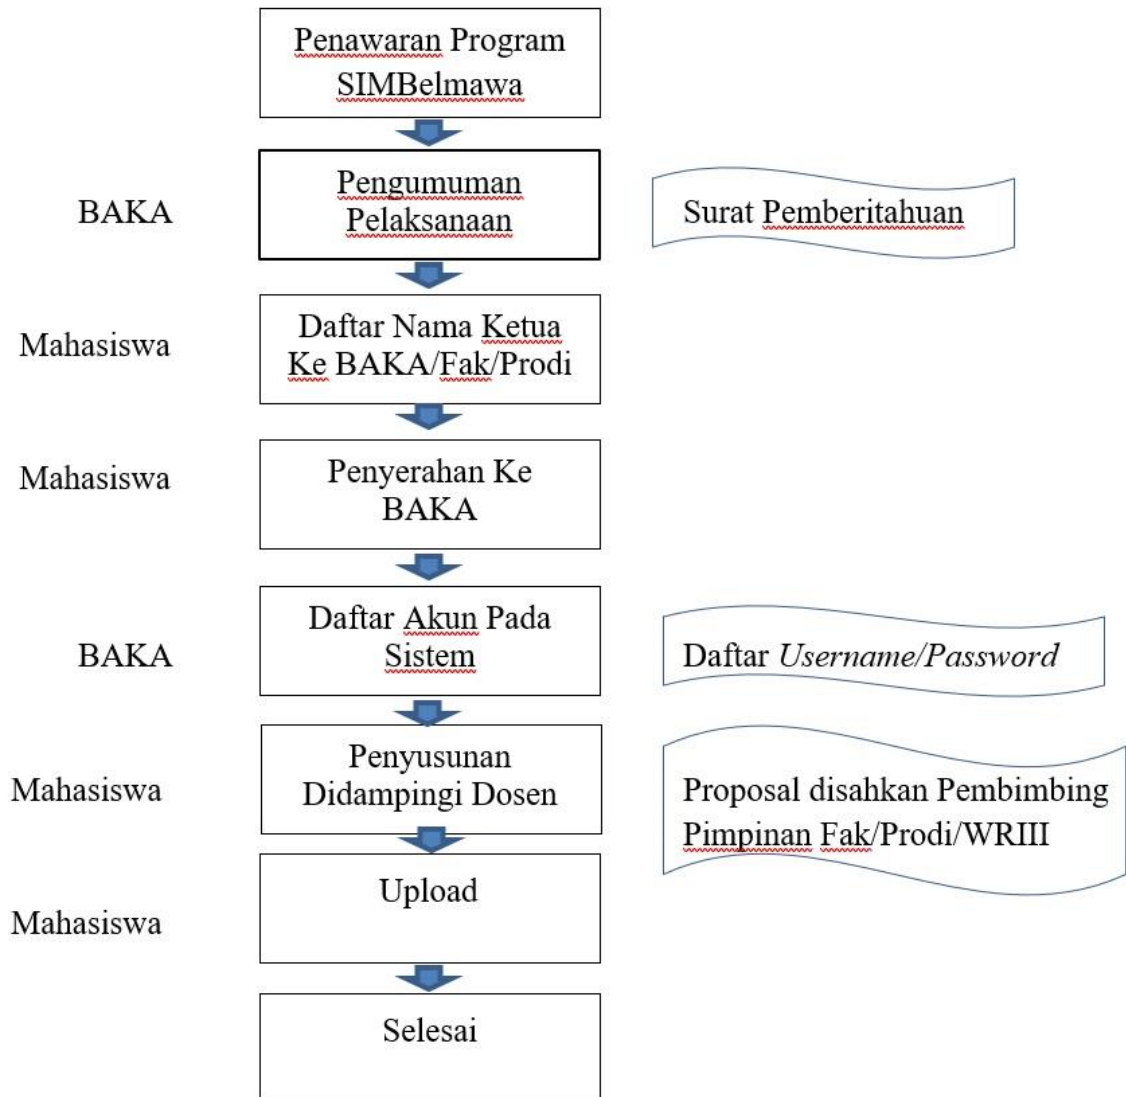 Penawaran Program
SIMBelmawa
BAKA
Pengumuman
Pelaksanaan
Surat Pemberitahuan
Mahasiswa
Daftar Nama Ketua
Ke BAKA/Fak/Prodi
Mahasiswa
Penyerahan Ke
BAKA
BAKA
Daftar Akun Pada
Sistem
Daftar Username/Password
Mahasiswa
Penyusunan
Didampingi Dosen
Proposal disahkan Pembimbing
Pimpinan Fak/Prodi/WRIII
Mahasiswa
Upload
Selesai